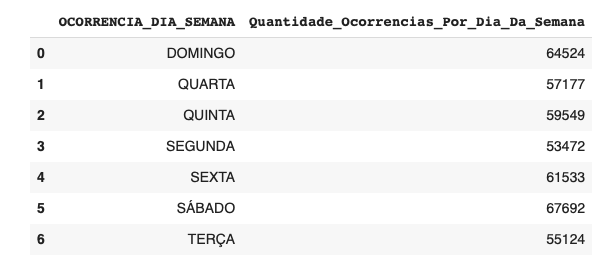 OCORRENCIA_DIA_SEMANA Quantidade_Ocorrencias_Por_Dia_Da_Semana
0 DOMINGO 64524
1 QUARTA 57177
2 QUINTA 59549
3 SEGUNDA 53472
4 SEXTA 61533
5 SÁBADO 67692
6 TERÇA 55124